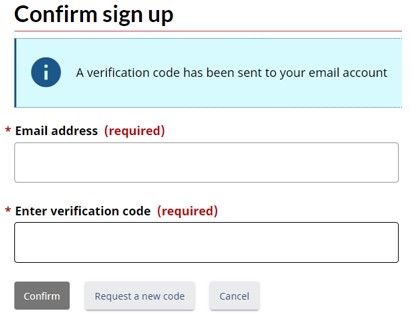 Confirm sign up
i A verification code has been sent to your email account
* Email address (required)
* Enter verification code (required)
Confirm Request a new code Cancel